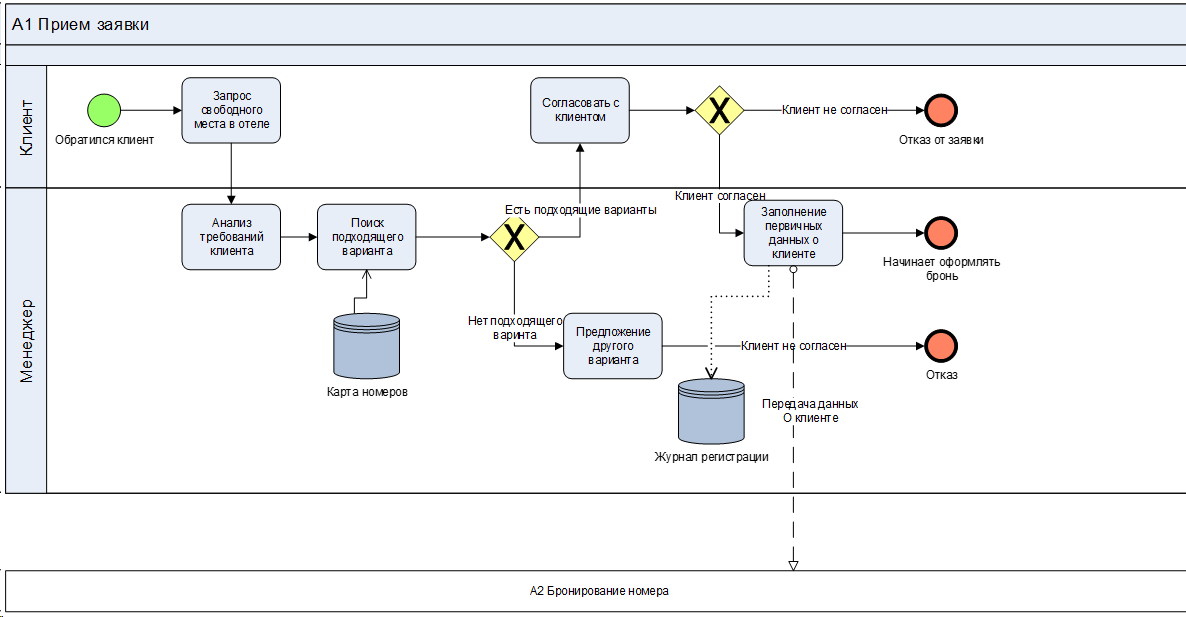 А1 Прием заявки
Клиент
Обратился клиент
Запрос
свободного
места в отеле
Согласовать с
клиентом
Клиент не согласен
Отказ от заявки
Клиент согласен
Менеджер
Анализ
требований
клиента
Поиск
подходящего
варианта
Есть подходящие варианты
Заполнение
первичных
данных о
клиенте
Начинает оформлять
бронь
Нет подходящего
варинта
Предложение
другого
варианта
Клиент не согласен
Отказ
Карта номеров
Передача данных
О клиенте
Журнал регистрации
А2 Бронирование номера